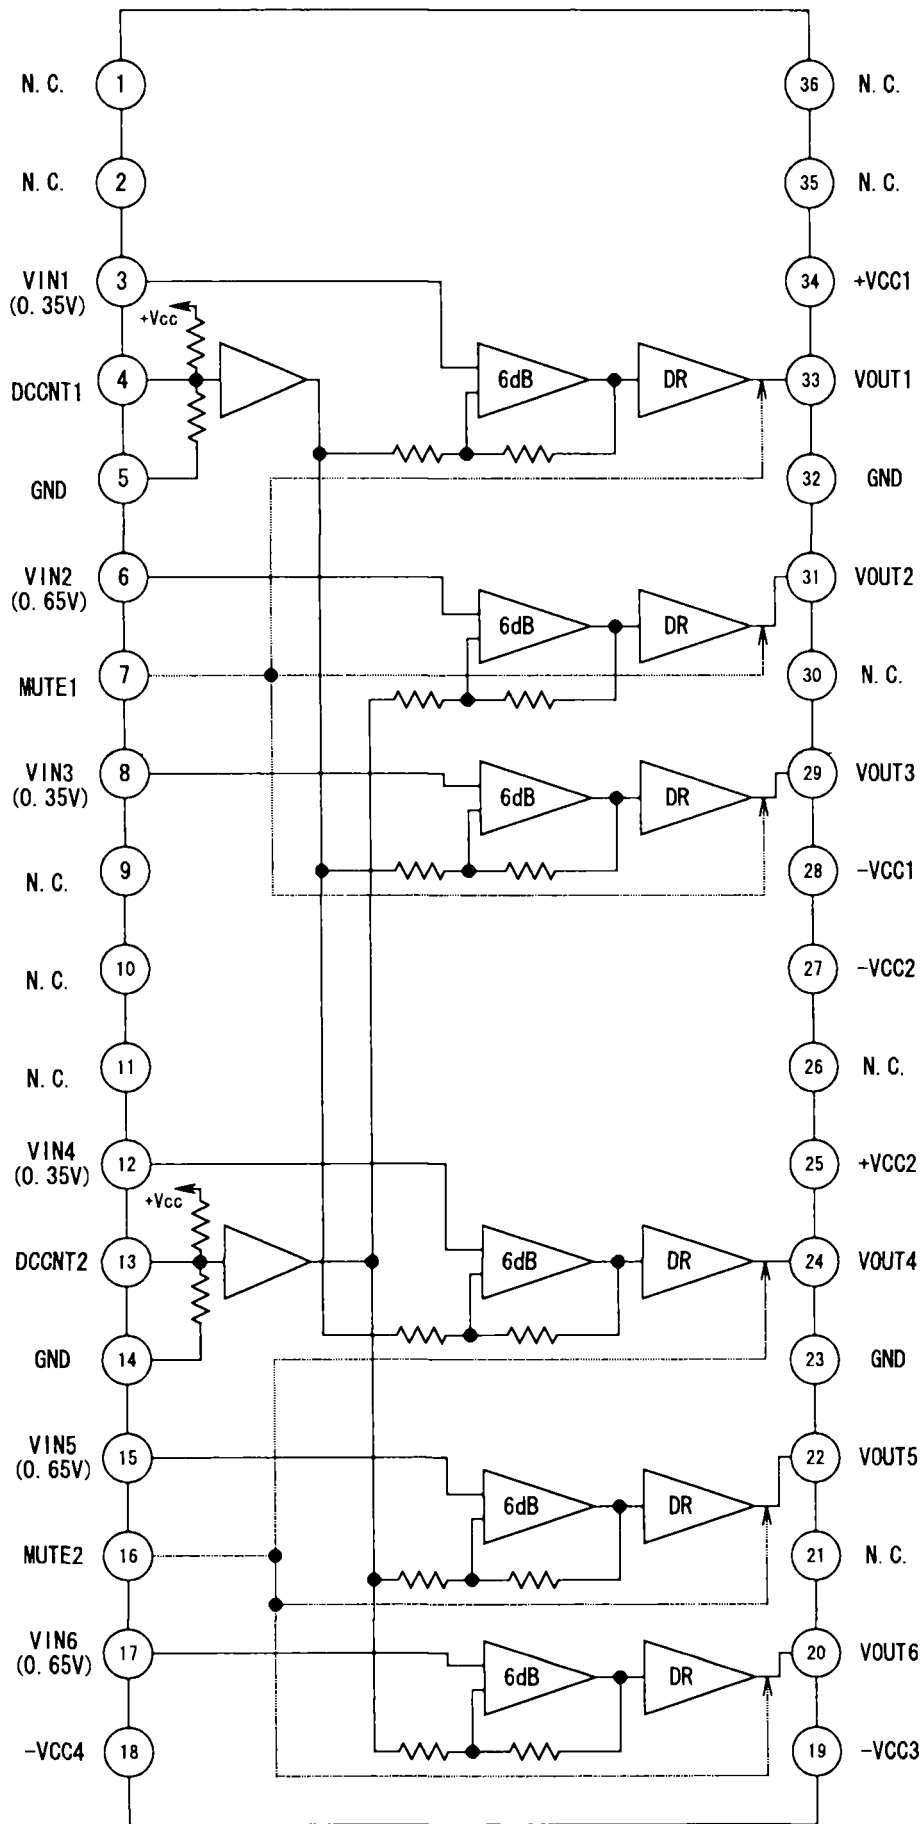 N. C. 1
36 N. C.
N. C. 2
35 N. C.
VIN1 3
(0. 35V)
34 +VCC1
+Vcc
DCCNT1 4
6dB
DR
33 VOUT1
GND 5
32 GND
VIN2 6
(0. 65V)
31 VOUT2
6dB
DR
MUTE1 7
30 N. C.
VIN3 8
(0. 35V)
6dB
DR
29 VOUT3
N. C. 9
28 -VCC1
N. C. 10
27 -VCC2
N. C. 11
26 N. C.
VIN4 12
(0. 35V)
25 +VCC2
+Vcc
DCCNT2 13
6dB
DR
24 VOUT4
GND 14
23 GND
VIN5 15
(0. 65V)
22 VOUT5
6dB
DR
MUTE2 16
21 N. C.
VIN6 17
(0. 65V)
6dB
DR
20 VOUT6
-VCC4 18
19 -VCC3